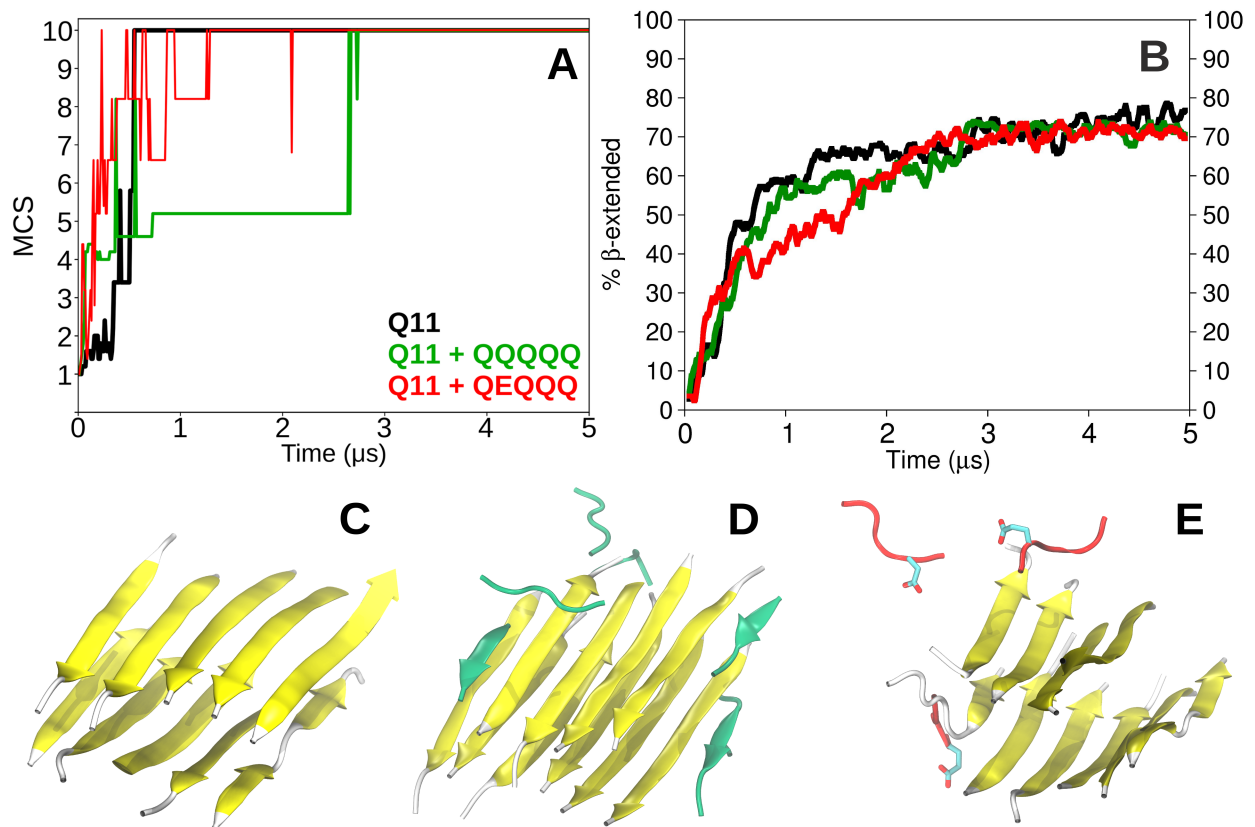 A
MCS
10
9
8
7
6
5
4
3
2
1
Q11
Q11 + QQQQQ
Q11 + QEQQQ
0 1 2 3 4 5
Time (µs)
B
% β-extended
100 100
90 90
80 80
70 70
60 60
50 50
40 40
30 30
20 20
10 10
0 0
0 1 2 3 4 5
Time (µs)
C
D
E